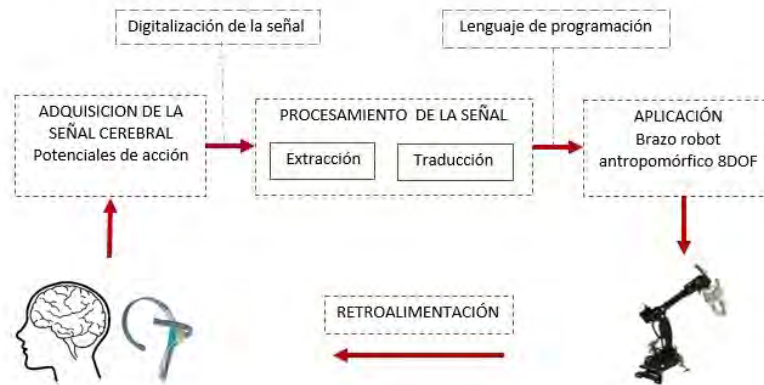 Digitalización de la señal
Lenguaje de programación
ADQUISICION DE LA
SEÑAL CEREBRAL
Potenciales de acción
PROCESAMIENTO DE LA SEÑAL
Extracción
Traducción
APLICACIÓN
Brazo robot
antropomórfico 8DOF
RETROALIMENTACIÓN